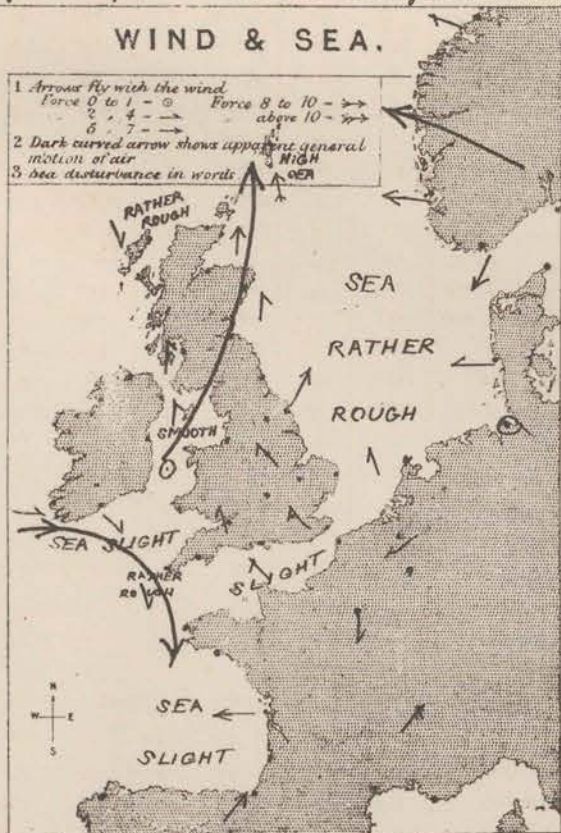 WIND & SEA.
1 Arrows fly with the wind
Force 0 to 1 - ⊙ Force 8 to 10 -
2 „ 4 - above 10 -
5 „ 7 -
2 Dark curved arrow shows apparent general
motion of air
3 Sea disturbance in words
HIGH
SEA
RATHER
ROUGH
SEA
RATHER
ROUGH
SMOOTH
SEA SLIGHT
RATHER
ROUGH
SLIGHT
SEA
SLIGHT
N
W E
S